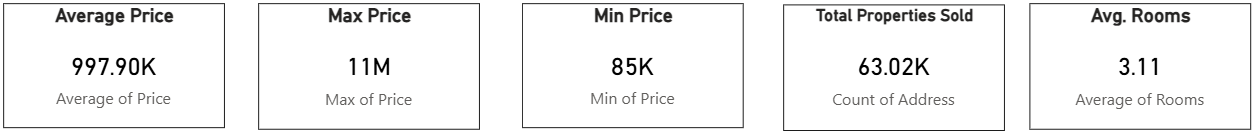 Average Price
997.90K
Average of Price
Max Price
11M
Max of Price
Min Price
85K
Min of Price
Total Properties Sold
63.02K
Count of Address
Avg. Rooms
3.11
Average of Rooms